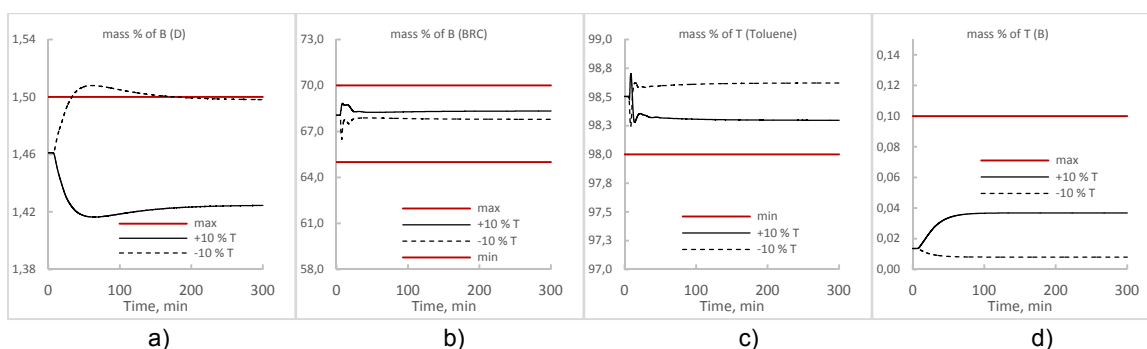 mass % of B (D)
1,54
1,50
1,46
1,42
1,38
max
+10 % T
-10 % T
0 100 200 300
Time, min
a)
mass % of B (BRC)
73,0
70,0
67,0
64,0
61,0
58,0
max
+10 % T
-10 % T
min
0 100 200 300
Time, min
b)
mass % of T (Toluene)
99,0
98,8
98,5
98,3
98,0
97,8
97,5
97,3
97,0
min
+10 % T
-10 % T
0 100 200 300
Time, min
c)
mass % of T (B)
0,14
0,12
0,10
0,08
0,06
0,04
0,02
0,00
max
+10 % T
-10 % T
0 100 200 300
Time, min
d)